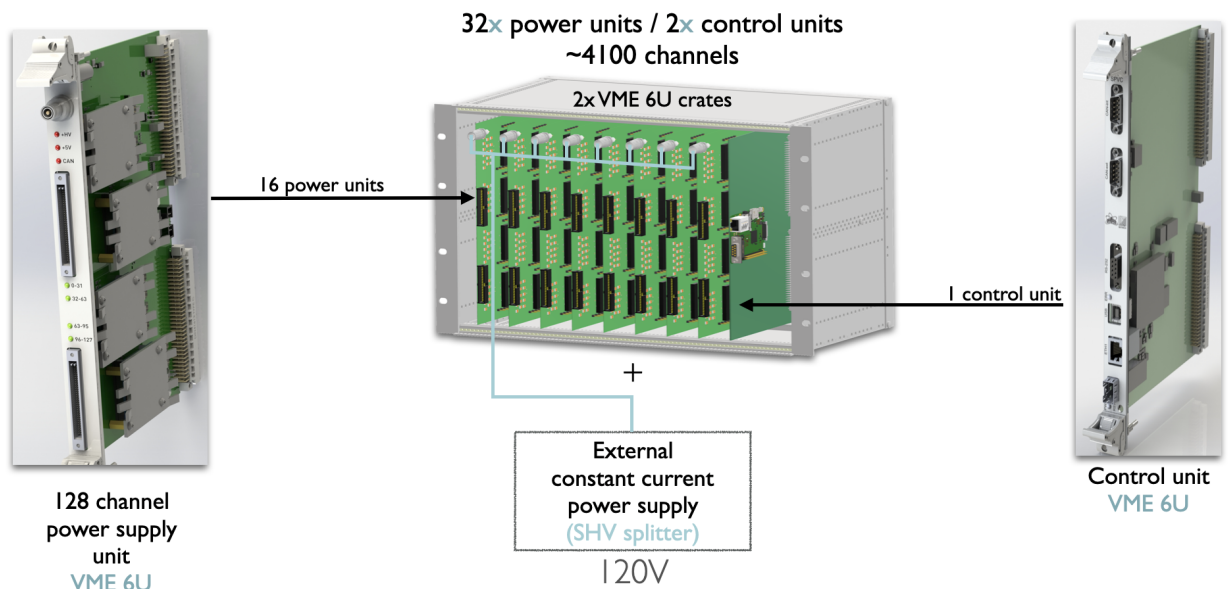 32x power units / 2x control units
~4100 channels
2x VME 6U crates
+HV
+5V
CAN
0-31
32-63
63-95
96-127
16 power units
1 control unit
+
External
constant current
power supply
(SHV splitter)
120V
128 channel
power supply
unit
VME 6U
Control unit
VME 6U